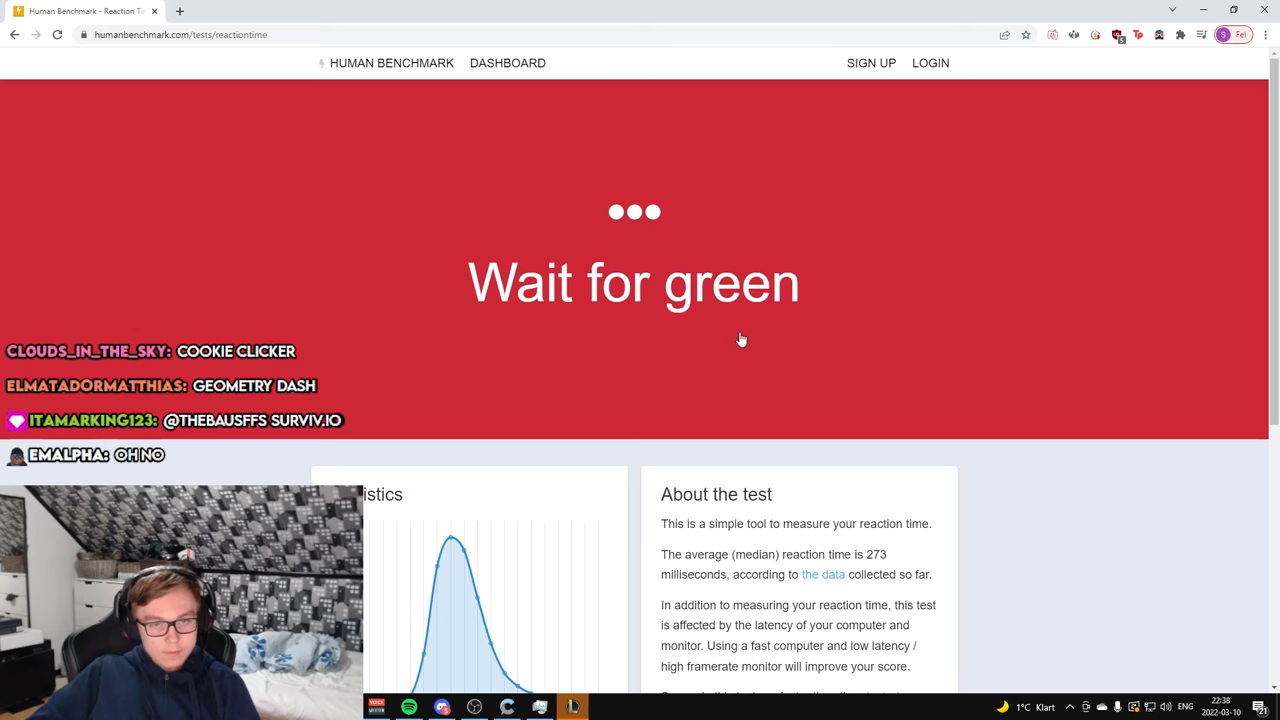 Human Benchmark - Reaction Ti
humanbenchmark.com/tests/reactiontime
S Fel
HUMAN BENCHMARK DASHBOARD SIGN UP LOGIN
Wait for green
CLOUDS_IN_THE_SKY: COOKIE CLICKER
ELMATADORMATTHIAS: GEOMETRY DASH
ITAMARKING123: @THEBAUSFFS SURVIV.IO
EMALPHA: OH NO
istics
About the test
This is a simple tool to measure your reaction time.
The average (median) reaction time is 273
milliseconds, according to the data collected so far.
In addition to measuring your reaction time, this test
is affected by the latency of your computer and
monitor. Using a fast computer and low latency /
high framerate monitor will improve your score.
1°C Klart ENG
22:38
2022-03-10
21